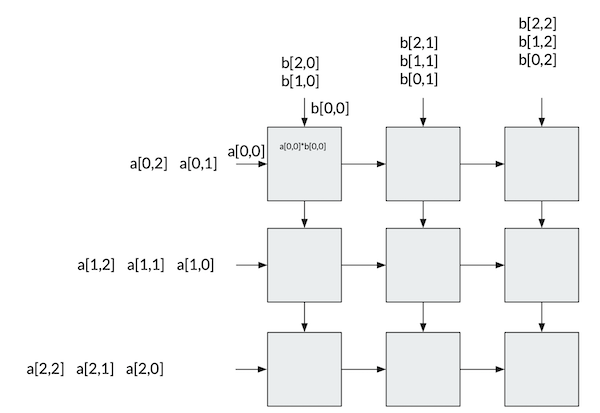 b[2,2]
b[2,1] b[1,2]
b[2,0] b[1,1] b[0,2]
b[1,0] b[0,1]
b[0,0]
a[0,2] a[0,1] a[0,0] a[0,0]*b[0,0]
a[1,2] a[1,1] a[1,0]
a[2,2] a[2,1] a[2,0]